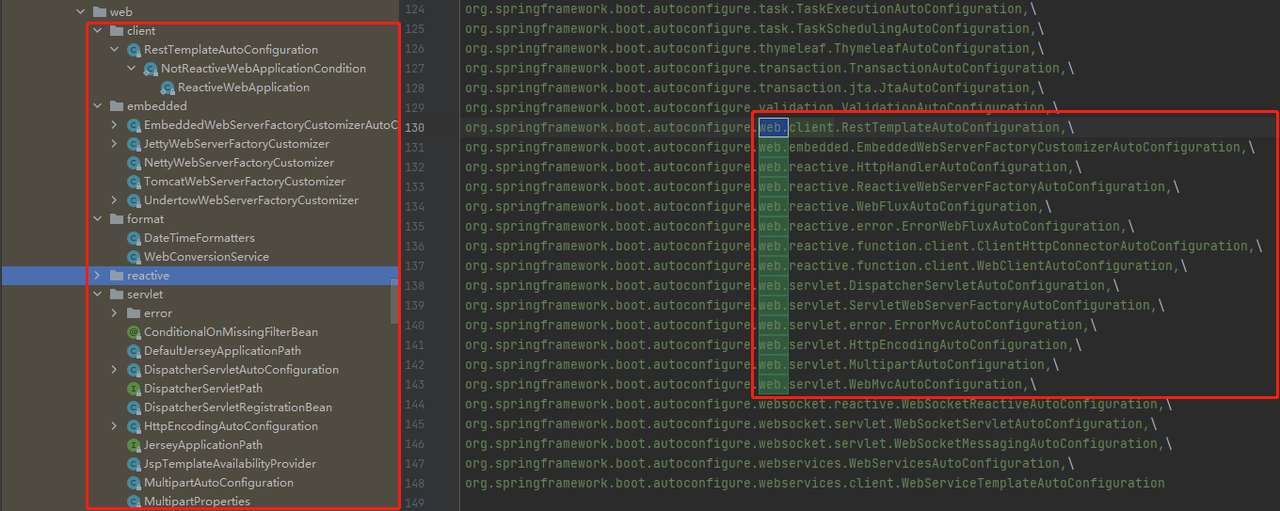 web
client
RestTemplateAutoConfiguration
NotReactiveWebApplicationCondition
ReactiveWebApplication
embedded
EmbeddedWebServerFactoryCustomizerAutoC
JettyWebServerFactoryCustomizer
NettyWebServerFactoryCustomizer
TomcatWebServerFactoryCustomizer
UndertowWebServerFactoryCustomizer
format
DateTimeFormatters
WebConversionService
reactive
servlet
error
ConditionalOnMissingFilterBean
DefaultJerseyApplicationPath
DispatcherServletAutoConfiguration
DispatcherServletPath
DispatcherServletRegistrationBean
HttpEncodingAutoConfiguration
JerseyApplicationPath
JspTemplateAvailabilityProvider
MultipartAutoConfiguration
MultipartProperties
124 org.springframework.boot.autoconfigure.task.TaskExecutionAutoConfiguration,\
125 org.springframework.boot.autoconfigure.task.TaskSchedulingAutoConfiguration,\
126 org.springframework.boot.autoconfigure.thymeleaf.ThymeleafAutoConfiguration,\
127 org.springframework.boot.autoconfigure.transaction.TransactionAutoConfiguration,\
128 org.springframework.boot.autoconfigure.transaction.jta.JtaAutoConfiguration,\
129 org.springframework.boot.autoconfigure.validation.ValidationAutoConfiguration,\
130 org.springframework.boot.autoconfigure.web.client.RestTemplateAutoConfiguration,\
131 org.springframework.boot.autoconfigure.web.embedded.EmbeddedWebServerFactoryCustomizerAutoConfiguration,\
132 org.springframework.boot.autoconfigure.web.reactive.HttpHandlerAutoConfiguration,\
133 org.springframework.boot.autoconfigure.web.reactive.ReactiveWebServerFactoryAutoConfiguration,\
134 org.springframework.boot.autoconfigure.web.reactive.WebFluxAutoConfiguration,\
135 org.springframework.boot.autoconfigure.web.reactive.error.ErrorWebFluxAutoConfiguration,\
136 org.springframework.boot.autoconfigure.web.reactive.function.client.ClientHttpConnectorAutoConfiguration,\
137 org.springframework.boot.autoconfigure.web.reactive.function.client.WebClientAutoConfiguration,\
138 org.springframework.boot.autoconfigure.web.servlet.DispatcherServletAutoConfiguration,\
139 org.springframework.boot.autoconfigure.web.servlet.ServletWebServerFactoryAutoConfiguration,\
140 org.springframework.boot.autoconfigure.web.servlet.error.ErrorMvcAutoConfiguration,\
141 org.springframework.boot.autoconfigure.web.servlet.HttpEncodingAutoConfiguration,\
142 org.springframework.boot.autoconfigure.web.servlet.MultipartAutoConfiguration,\
143 org.springframework.boot.autoconfigure.web.servlet.WebMvcAutoConfiguration,\
144 org.springframework.boot.autoconfigure.websocket.reactive.WebSocketReactiveAutoConfiguration,\
145 org.springframework.boot.autoconfigure.websocket.servlet.WebSocketServletAutoConfiguration,\
146 org.springframework.boot.autoconfigure.websocket.servlet.WebSocketMessagingAutoConfiguration,\
147 org.springframework.boot.autoconfigure.webservices.WebServicesAutoConfiguration,\
148 org.springframework.boot.autoconfigure.webservices.client.WebServiceTemplateAutoConfiguration
149